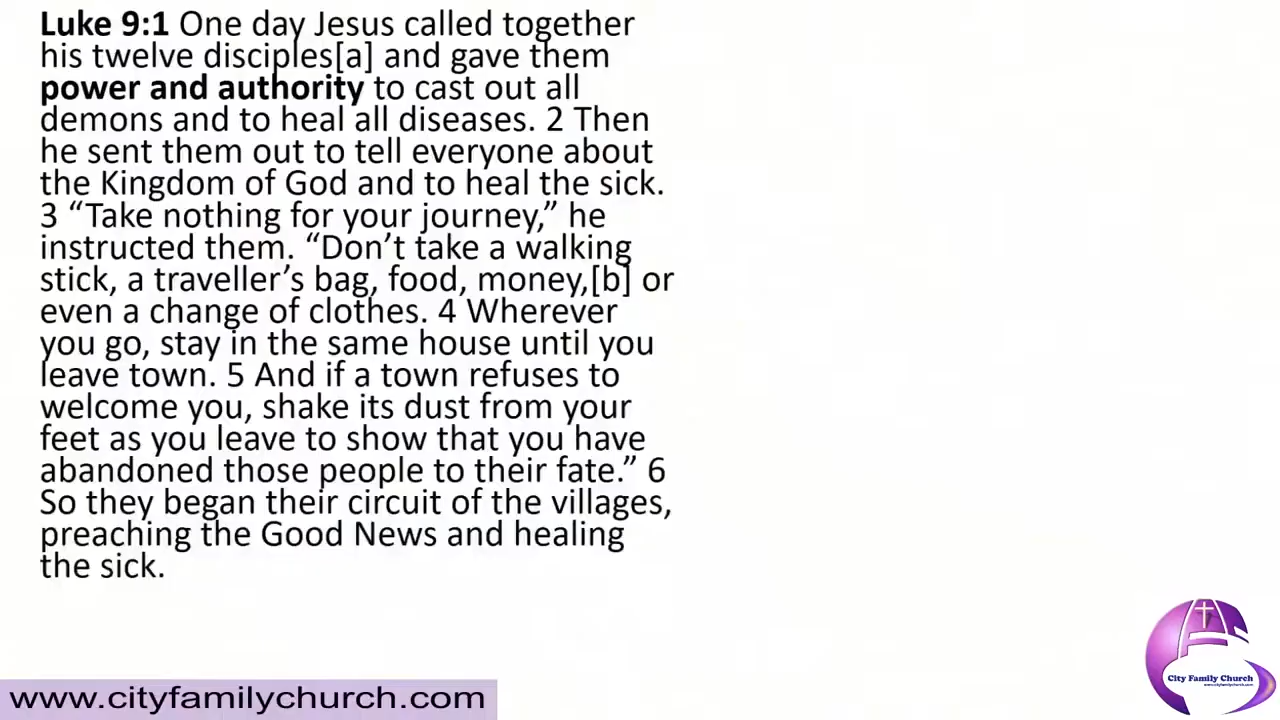 Luke 9:1 One day Jesus called together
his twelve disciples[a] and gave them
power and authority to cast out all
demons and to heal all diseases. 2 Then
he sent them out to tell everyone about
the Kingdom of God and to heal the sick.
3 “Take nothing for your journey,” he
instructed them. “Don’t take a walking
stick, a traveller’s bag, food, money,[b] or
even a change of clothes. 4 Wherever
you go, stay in the same house until you
leave town. 5 And if a town refuses to
welcome you, shake its dust from your
feet as you leave to show that you have
abandoned those people to their fate.” 6
So they began their circuit of the villages,
preaching the Good News and healing
the sick.
City Family Church
www.cityfamilychurch.com
www.cityfamilychurch.com